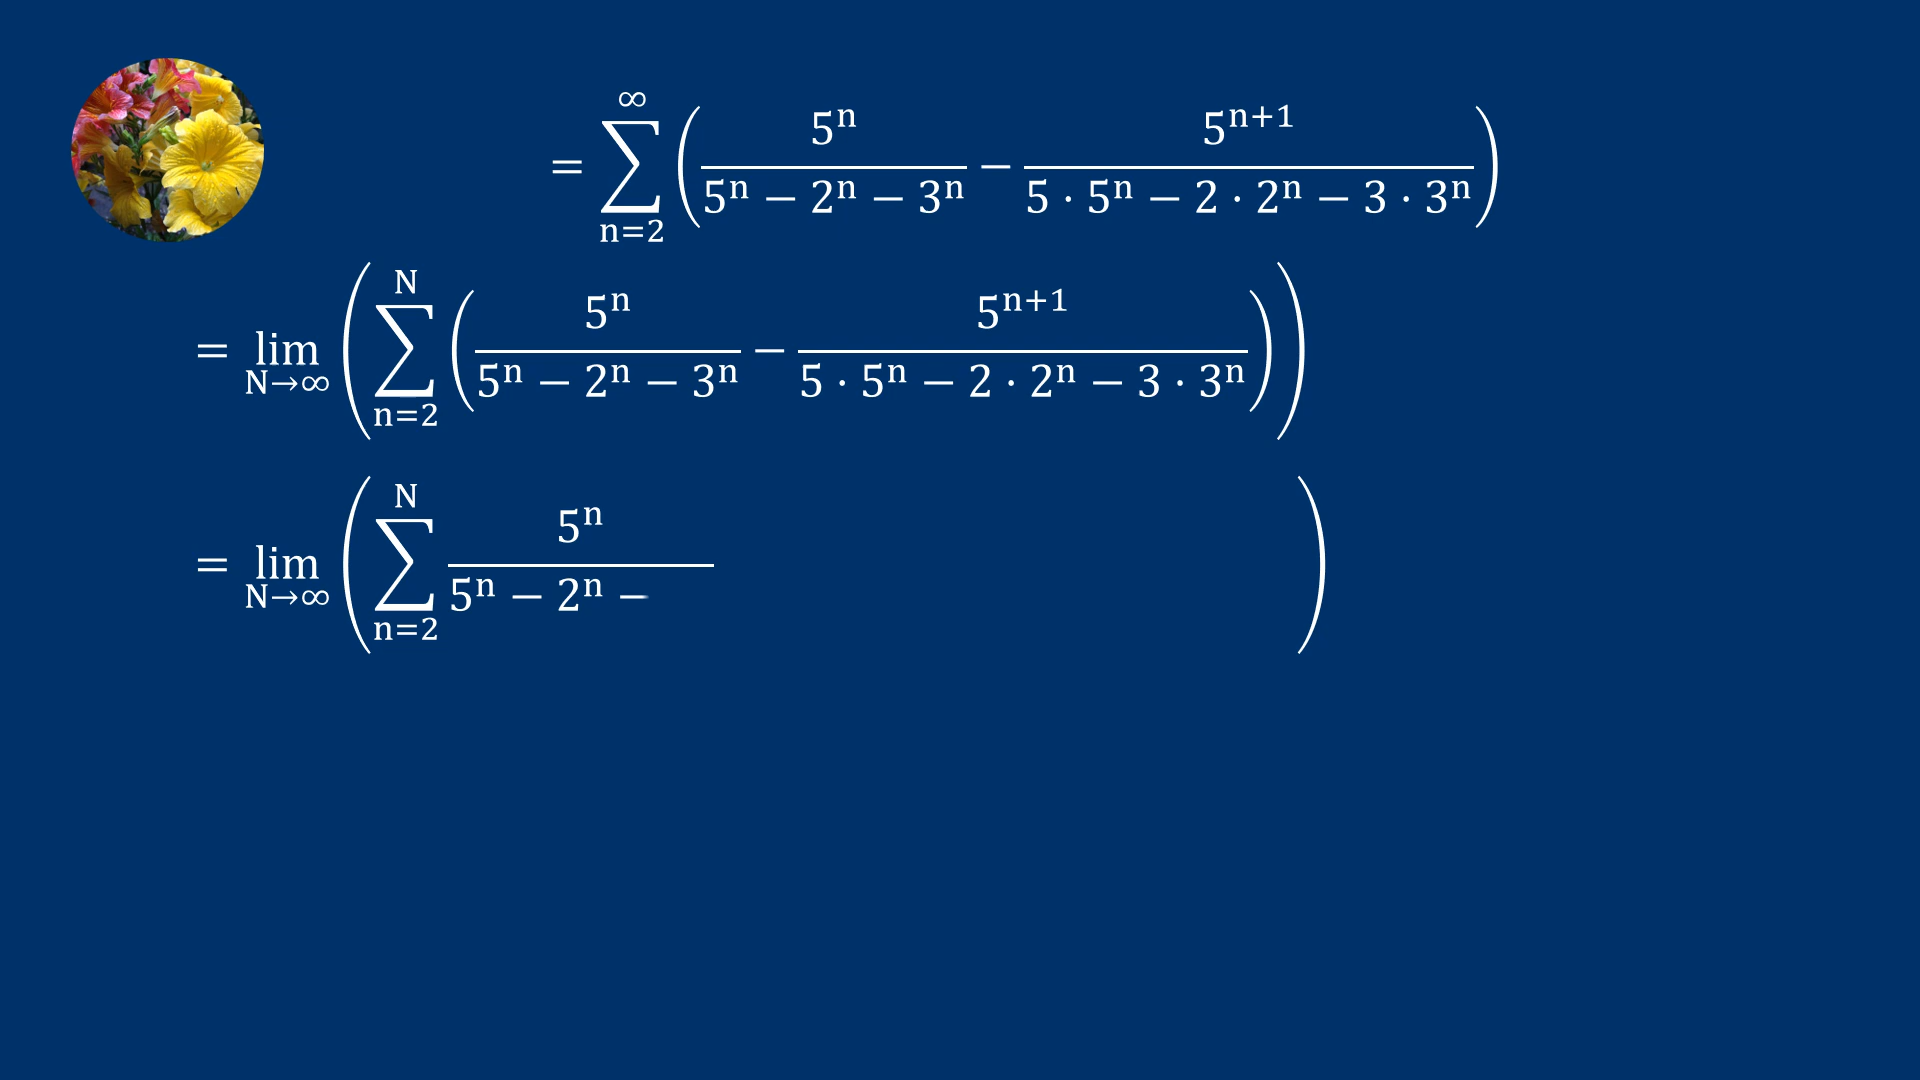 = ∑_{n=2}^{∞} ( 5^n / (5^n − 2^n − 3^n) − 5^{n+1} / (5 · 5^n − 2 · 2^n − 3 · 3^n) )
= lim_{N→∞} ( ∑_{n=2}^{N} ( 5^n / (5^n − 2^n − 3^n) − 5^{n+1} / (5 · 5^n − 2 · 2^n − 3 · 3^n) ) )
= lim_{N→∞} ( ∑_{n=2}^{N} 5^n / (5^n − 2^n − ) )